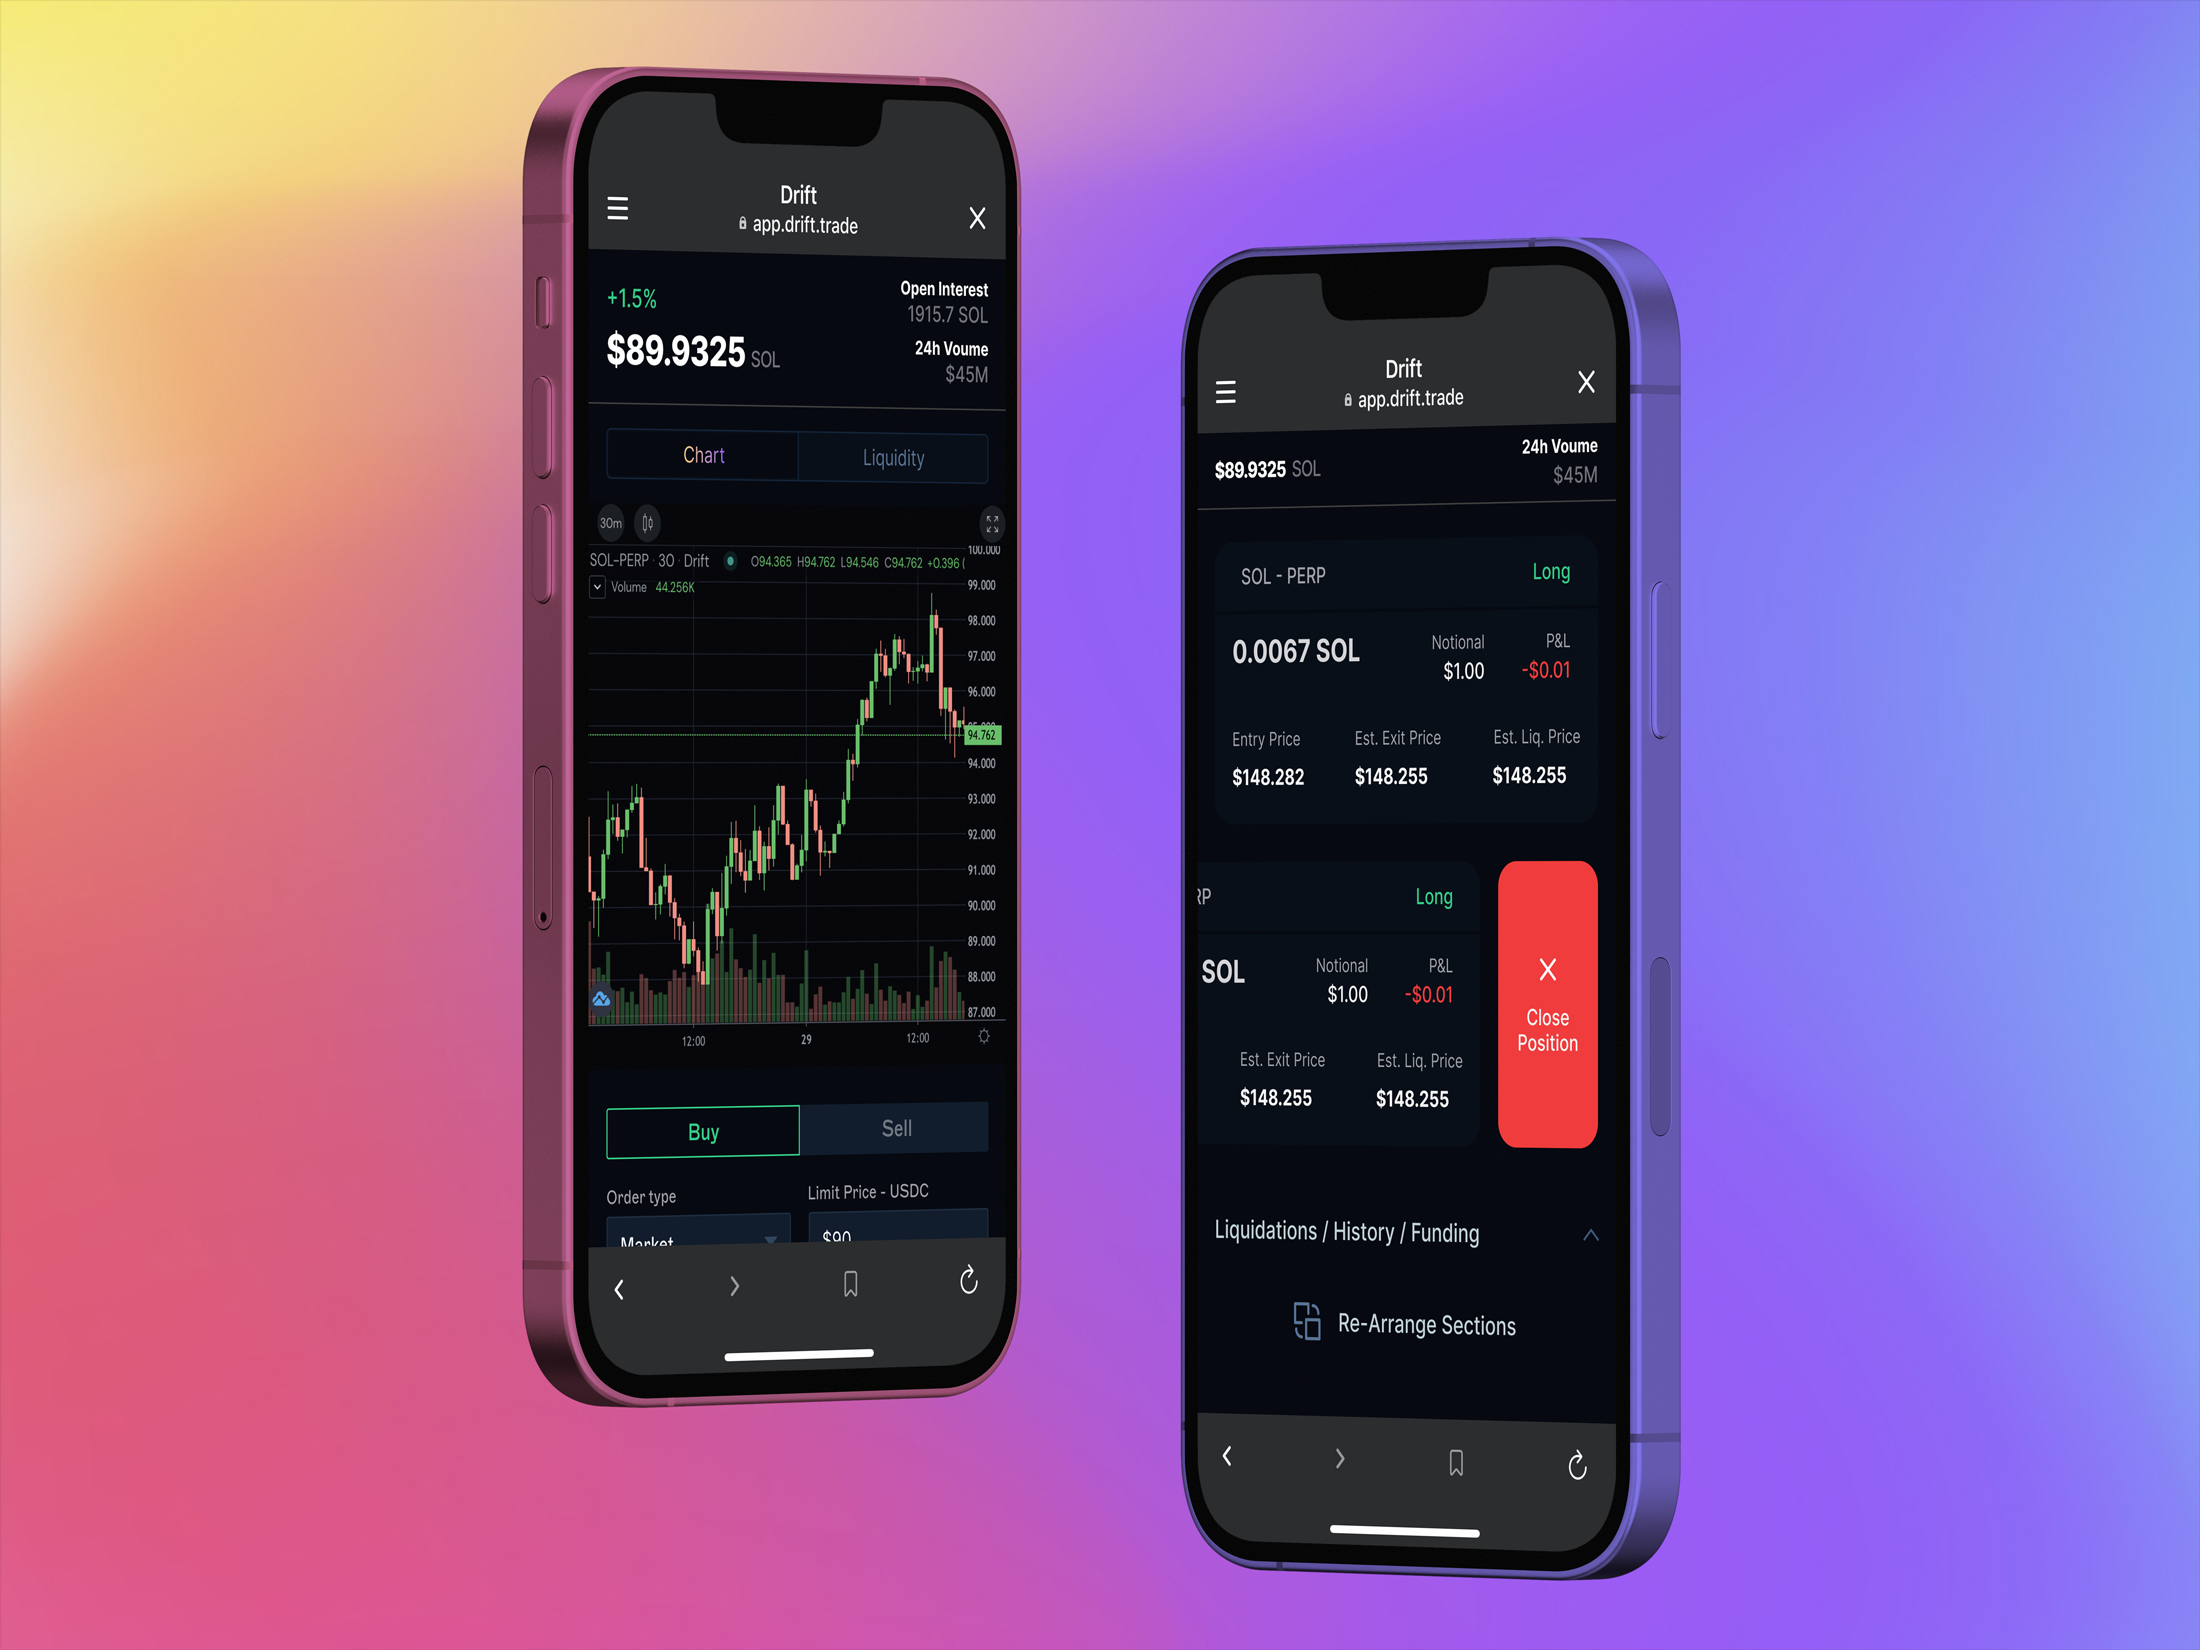 Drift
app.drift.trade
+1.5%
$89.9325 SOL
Open Interest
1915.7 SOL
24h Voume
$45M
Chart
Liquidity
30m
SOL-PERP · 30 · Drift
O94.365 H94.762 L94.546 C94.762 +0.396 (
Volume 44.256K
100.000
99.000
98.000
97.000
96.000
95.000
94.762
94.000
93.000
92.000
91.000
90.000
89.000
88.000
87.000
12:00
29
12:00
Buy
Sell
Order type
Limit Price - USDC
Market
$90
Drift
app.drift.trade
$89.9325 SOL
24h Voume
$45M
SOL - PERP
Long
0.0067 SOL
Notional
$1.00
P&L
-$0.01
Entry Price
$148.282
Est. Exit Price
$148.255
Est. Liq. Price
$148.255
RP
Long
SOL
Notional
$1.00
P&L
-$0.01
Est. Exit Price
$148.255
Est. Liq. Price
$148.255
Close
Position
Liquidations / History / Funding
Re-Arrange Sections